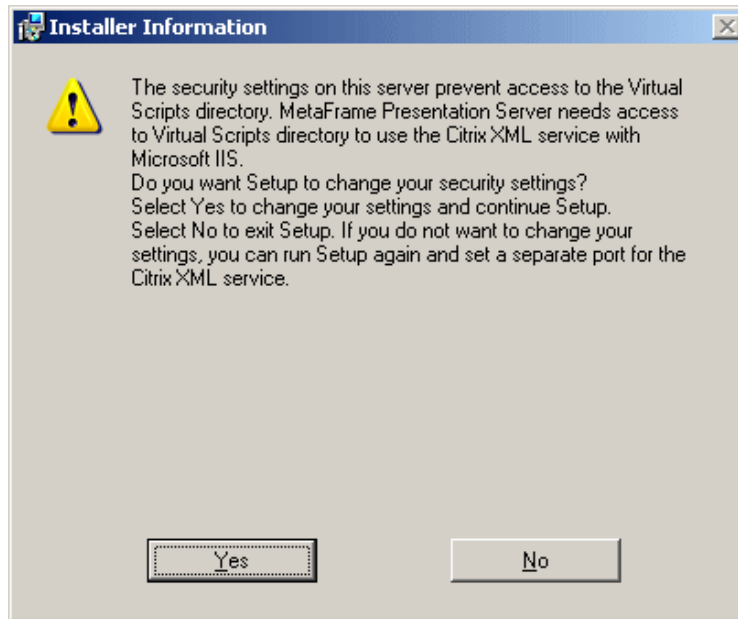 Installer Information
The security settings on this server prevent access to the Virtual
Scripts directory. MetaFrame Presentation Server needs access
to Virtual Scripts directory to use the Citrix XML service with
Microsoft IIS.
Do you want Setup to change your security settings?
Select Yes to change your settings and continue Setup.
Select No to exit Setup. If you do not want to change your
settings, you can run Setup again and set a separate port for the
Citrix XML service.
Yes
No